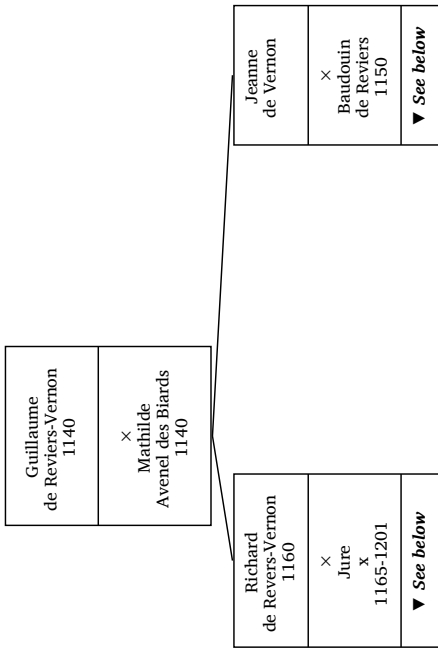 Guillaume
de Reviers-Vernon
1140
×
Mathilde
Avenel des Biards
1140
Richard
de Revers-Vernon
1160
×
Jure
x
1165-1201
▼ See below
Jeanne
de Vernon
×
Baudouin
de Reviers
1150
▼ See below